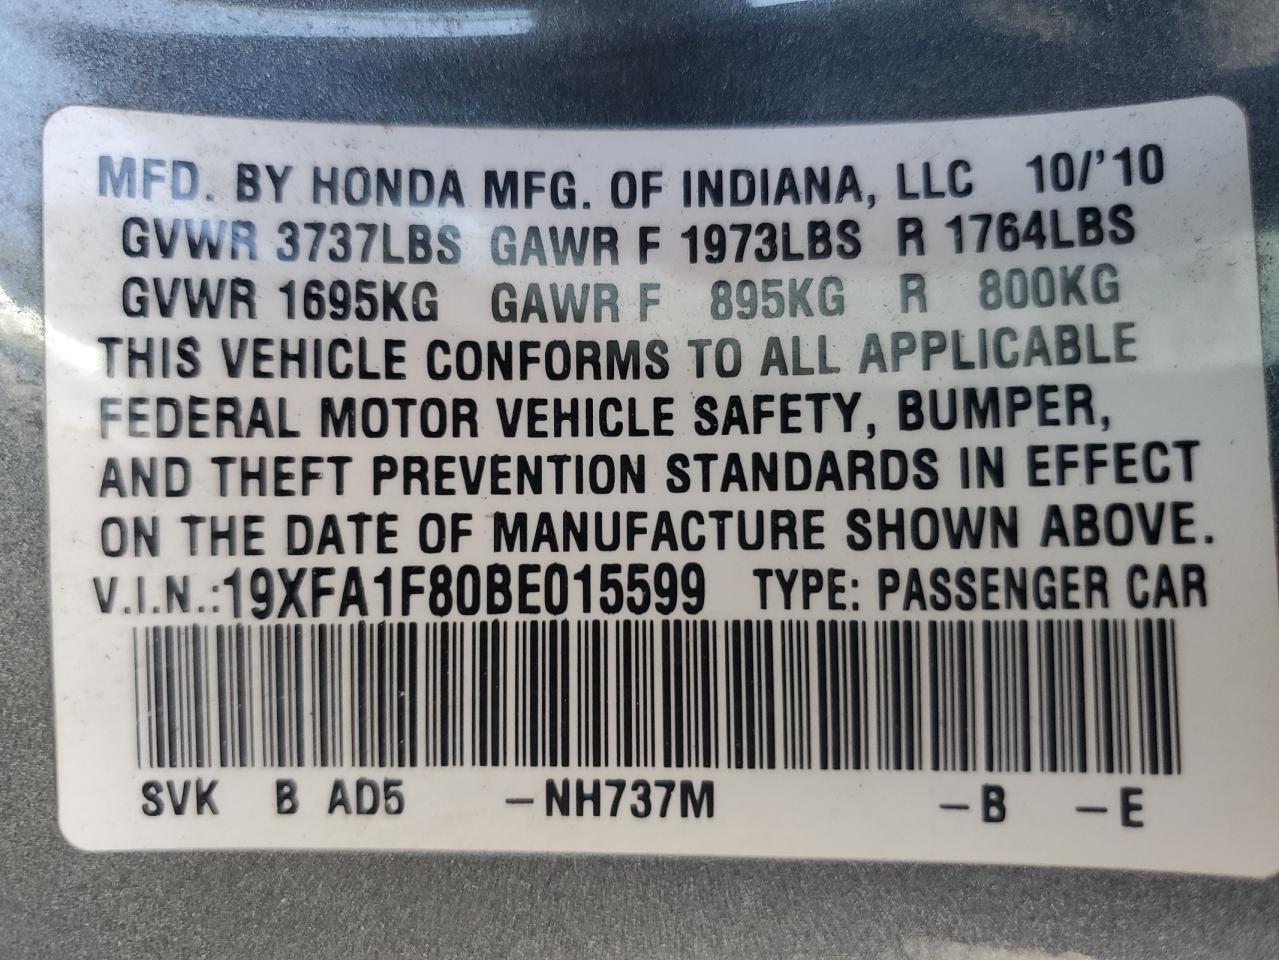 MFD. BY HONDA MFG. OF INDIANA, LLC 10/'10
GVWR 3737LBS GAWR F 1973LBS R 1764LBS
GVWR 1695KG GAWR F 895KG R 800KG
THIS VEHICLE CONFORMS TO ALL APPLICABLE
FEDERAL MOTOR VEHICLE SAFETY, BUMPER,
AND THEFT PREVENTION STANDARDS IN EFFECT
ON THE DATE OF MANUFACTURE SHOWN ABOVE.
V.I.N.:19XFA1F80BE015599 TYPE: PASSENGER CAR
SVK B AD5 –NH737M –B –E